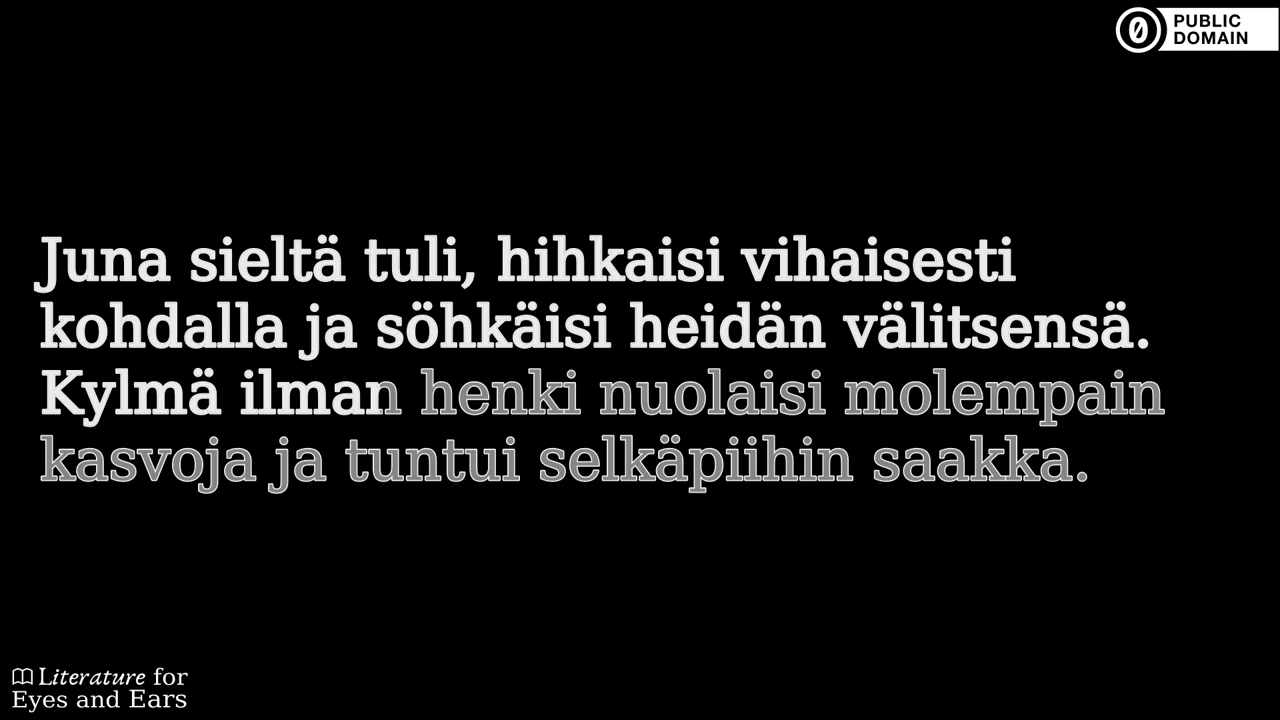 PUBLIC
DOMAIN
Juna sieltä tuli, hihkaisi vihaisesti
kohdalla ja söhkäisi heidän välitsensä.
Kylmä ilman henki nuolaisi molempain
kasvoja ja tuntui selkäpiihin saakka.
Literature for
Eyes and Ears